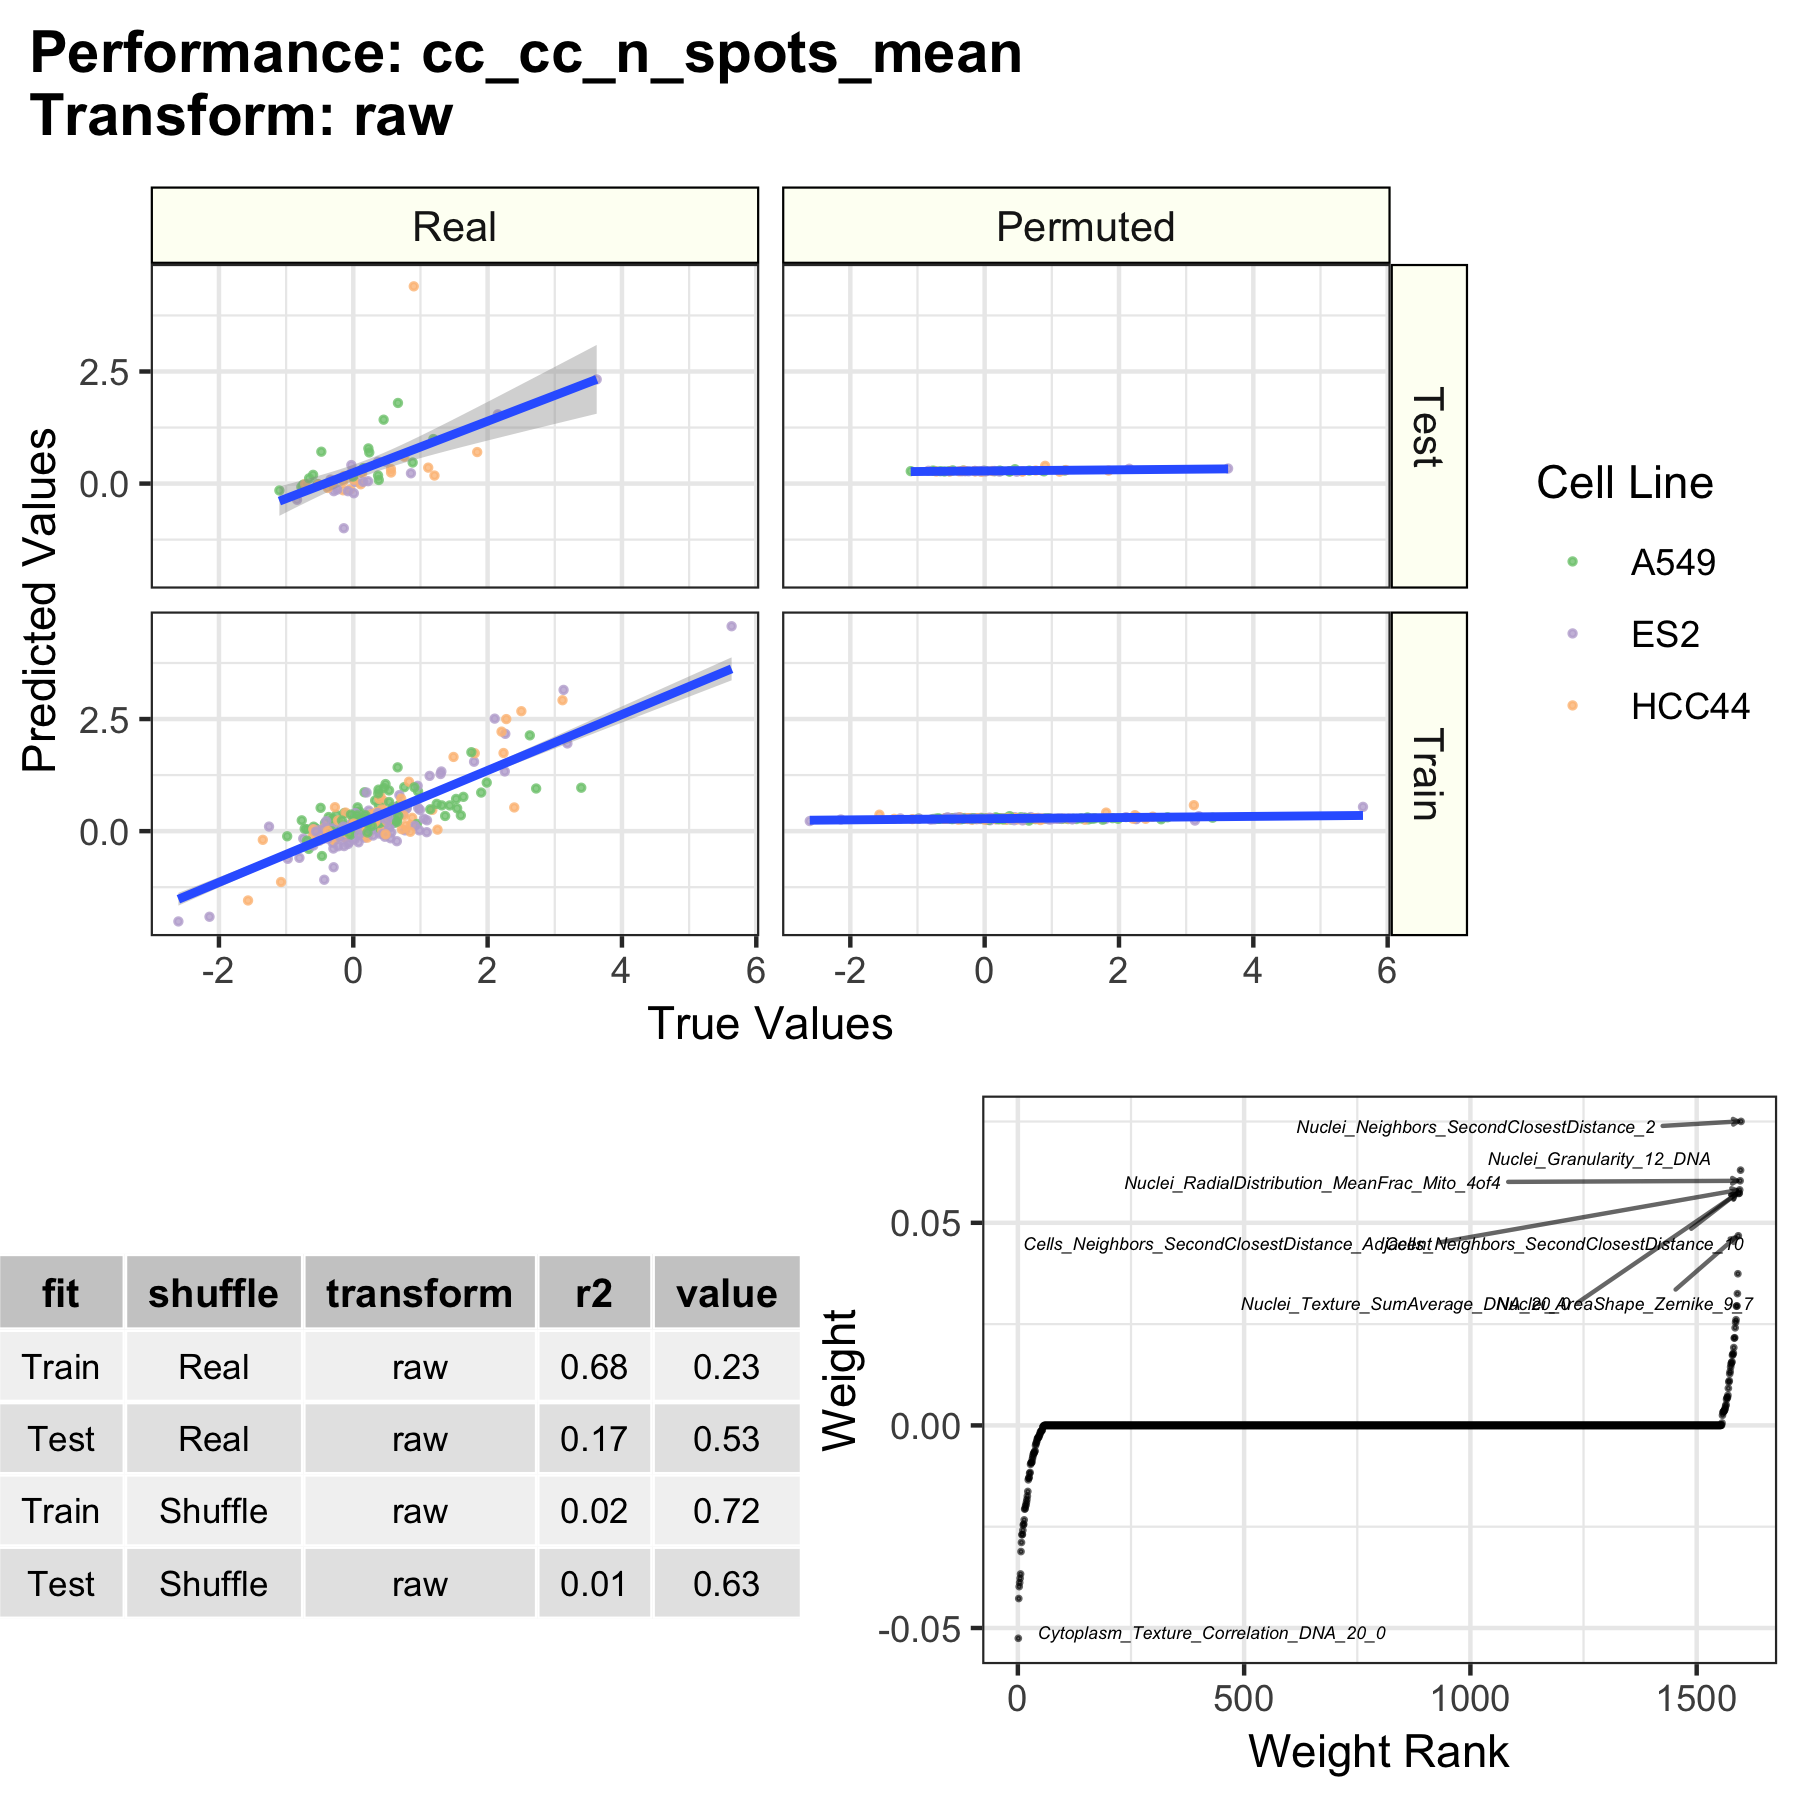 Performance: cc_cc_n_spots_mean
Transform: raw
Real
Permuted
Test
Train
Predicted Values
2.5
0.0
2.5
0.0
-2 0 2 4 6
-2 0 2 4 6
True Values
Cell Line
A549
ES2
HCC44
fit shuffle transform r2 value
Train Real raw 0.68 0.23
Test Real raw 0.17 0.53
Train Shuffle raw 0.02 0.72
Test Shuffle raw 0.01 0.63
Weight
0.05
0.00
-0.05
Nuclei_Neighbors_SecondClosestDistance_2
Nuclei_Granularity_12_DNA
Nuclei_RadialDistribution_MeanFrac_Mito_4of4
Cells_Neighbors_SecondClosestDistance_Adjacent
Cells_Neighbors_SecondClosestDistance_10
Nuclei_Texture_SumAverage_DNA_20_0
Nuclei_AreaShape_Zernike_9_7
Cytoplasm_Texture_Correlation_DNA_20_0
0 500 1000 1500
Weight Rank